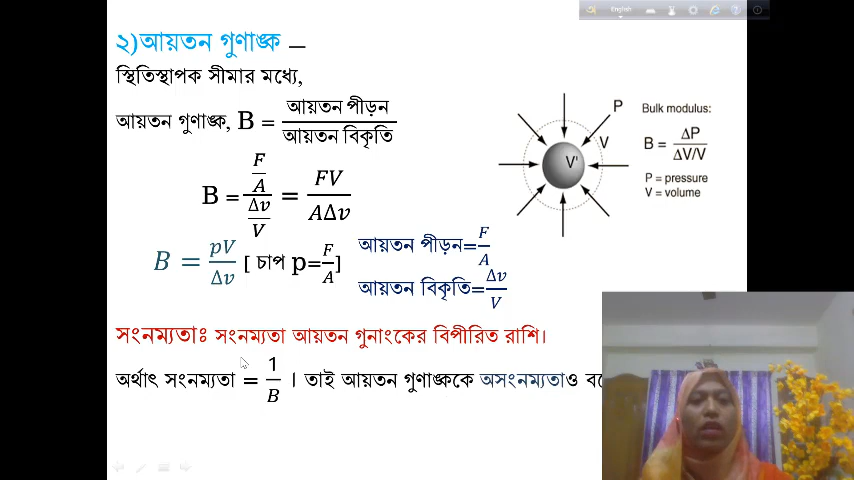 English
২)আয়তন গুণাঙ্ক —
স্থিতিস্থাপক সীমার মধ্যে,
আয়তন গুণাঙ্ক, B = আয়তন পীড়ন / আয়তন বিকৃতি
B = (F/A) / (Δv/V) = FV / AΔv
B = pV / Δv [ চাপ p= F/A ]
আয়তন পীড়ন= F/A
আয়তন বিকৃতি= Δv/V
P
V
V'
Bulk modulus:
B = ΔP / ΔV/V
P = pressure
V = volume
সংনম্যতাঃ সংনম্যতা আয়তন গুনাংকের বিপীরিত রাশি।
অর্থাৎ সংনম্যতা = 1/B । তাই আয়তন গুণাঙ্ককে অসংনম্যতাও